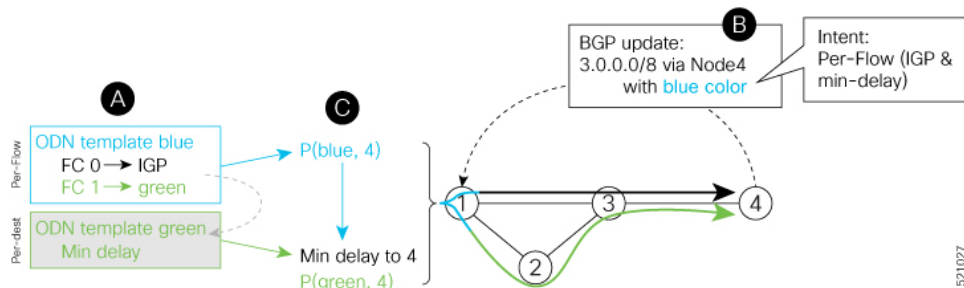 A
Per-Flow
ODN template blue
FC 0 → IGP
FC 1 → green
Per-dest
ODN template green
Min delay
C
P(blue, 4)
Min delay to 4
P(green, 4)
B
BGP update:
3.0.0.0/8 via Node4
with blue color
Intent:
Per-Flow (IGP &
min-delay)
1
3
4
2
521027